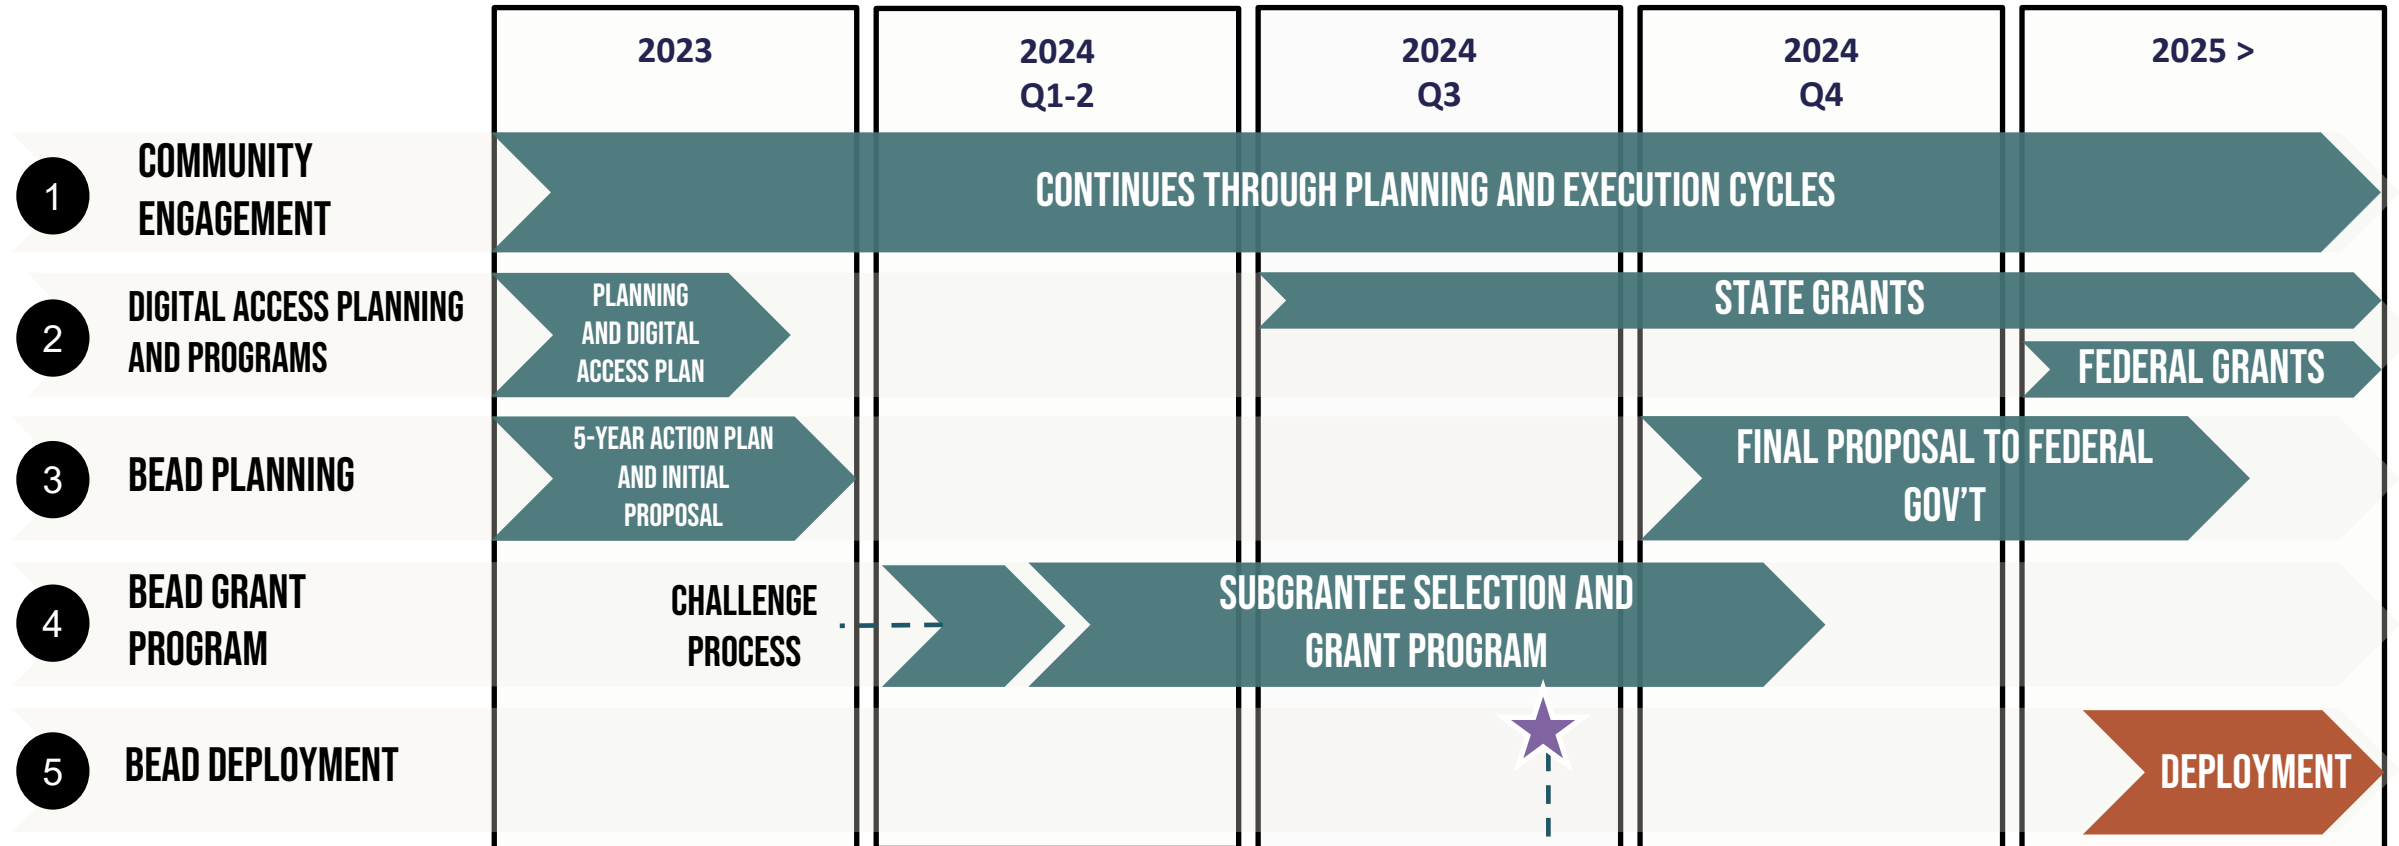 2023
2024
Q1-2
2024
Q3
2024
Q4
2025 >
1
COMMUNITY
ENGAGEMENT
CONTINUES THROUGH PLANNING AND EXECUTION CYCLES
2
DIGITAL ACCESS PLANNING
AND PROGRAMS
PLANNING
AND DIGITAL
ACCESS PLAN
STATE GRANTS
FEDERAL GRANTS
3
BEAD PLANNING
5-YEAR ACTION PLAN
AND INITIAL
PROPOSAL
FINAL PROPOSAL TO FEDERAL
GOV'T
4
BEAD GRANT
PROGRAM
CHALLENGE
PROCESS
SUBGRANTEE SELECTION AND
GRANT PROGRAM
5
BEAD DEPLOYMENT
DEPLOYMENT